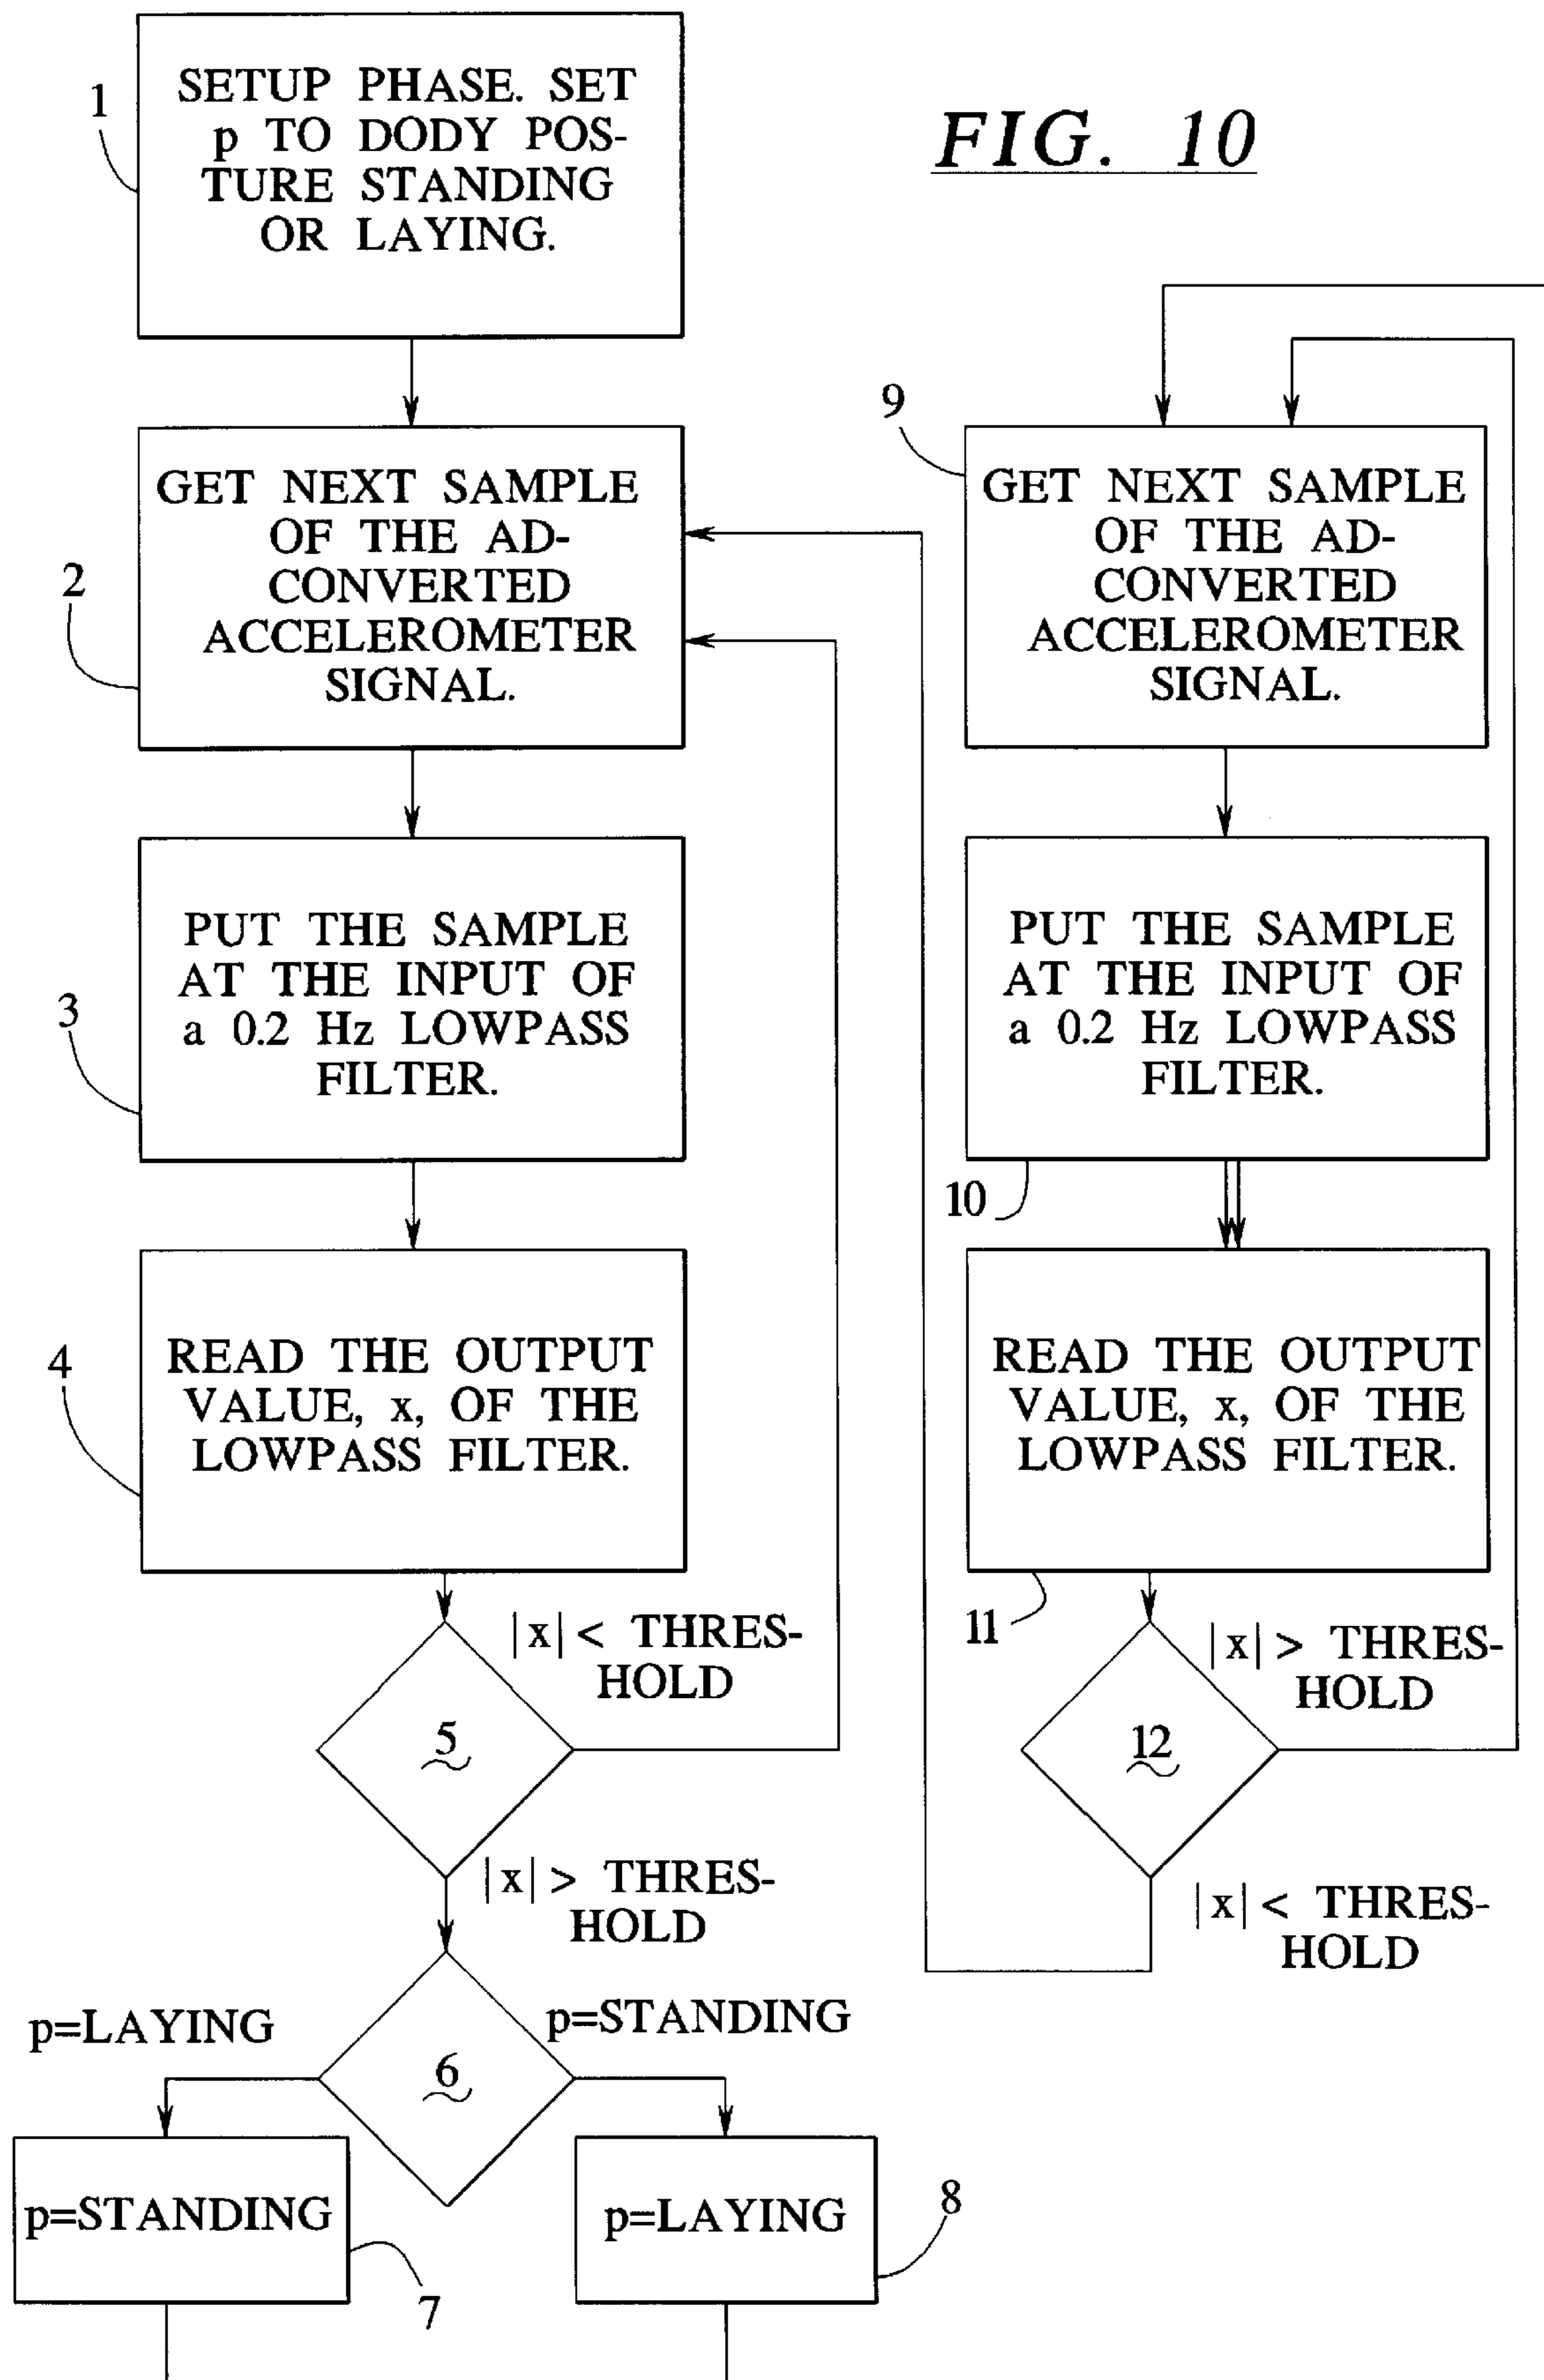 FIG. 10
1
SETUP PHASE. SET
p TO DODY POS-
TURE STANDING
OR LAYING.
2
GET NEXT SAMPLE
OF THE AD-
CONVERTED
ACCELEROMETER
SIGNAL.
3
PUT THE SAMPLE
AT THE INPUT OF
a 0.2 Hz LOWPASS
FILTER.
4
READ THE OUTPUT
VALUE, x, OF THE
LOWPASS FILTER.
|x| < THRES-
HOLD
5
|x| > THRES-
HOLD
p=LAYING
p=STANDING
6
p=STANDING
7
p=LAYING
8
9
GET NEXT SAMPLE
OF THE AD-
CONVERTED
ACCELEROMETER
SIGNAL.
PUT THE SAMPLE
AT THE INPUT OF
a 0.2 Hz LOWPASS
FILTER.
10
READ THE OUTPUT
VALUE, x, OF THE
LOWPASS FILTER.
11
|x| > THRES-
HOLD
12
|x| < THRES-
HOLD